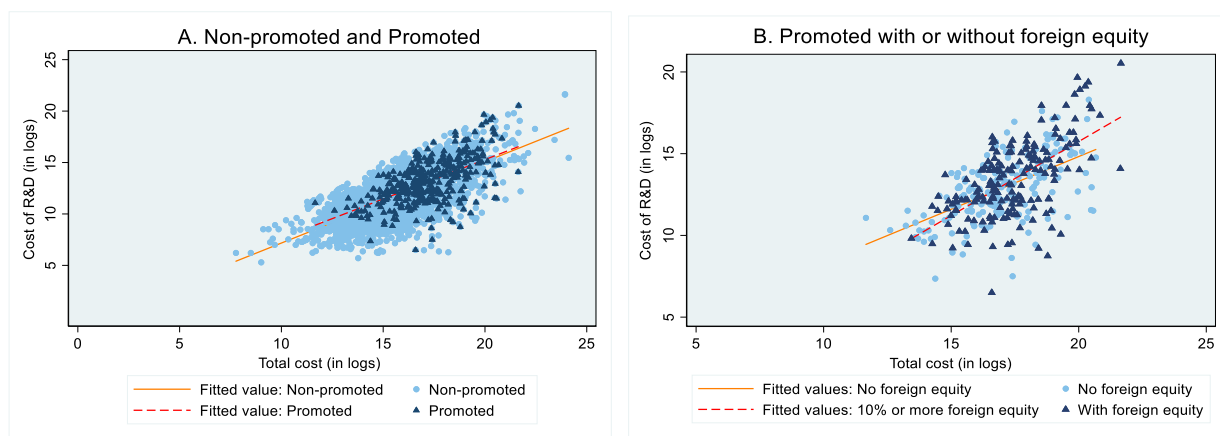 A. Non-promoted and Promoted
Cost of R&D (in logs)
25
20
15
10
5
0
5
10
15
20
25
Total cost (in logs)
Fitted value: Non-promoted
Non-promoted
Fitted value: Promoted
Promoted
B. Promoted with or without foreign equity
Cost of R&D (in logs)
20
15
10
5
5
10
15
20
25
Total cost (in logs)
Fitted values: No foreign equity
No foreign equity
Fitted values: 10% or more foreign equity
With foreign equity